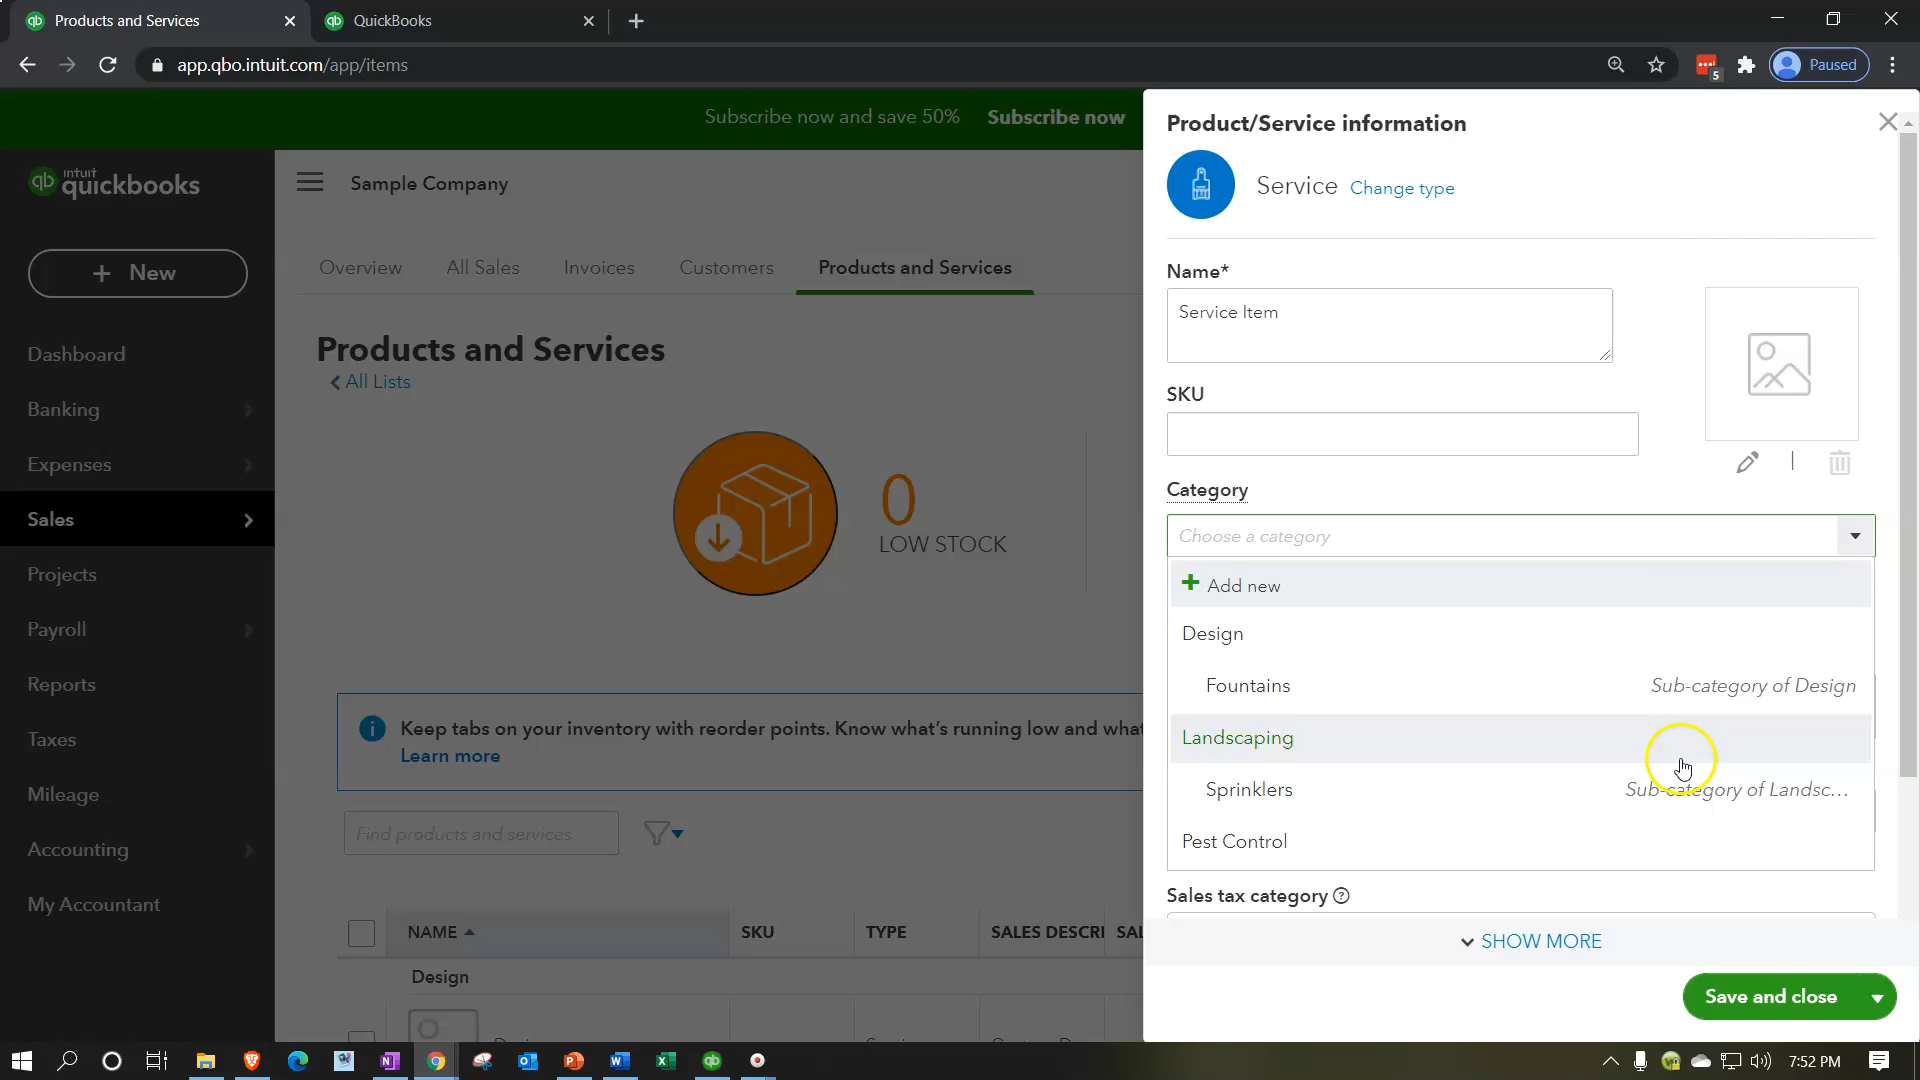 Products and Services
QuickBooks
app.qbo.intuit.com/app/items
5
Paused
Subscribe now and save 50% Subscribe now
intuit
quickbooks
Sample Company
+ New
Overview All Sales Invoices Customers Products and Services
Products and Services
All Lists
Dashboard
Banking
Expenses
Sales
Projects
Payroll
Reports
Taxes
Mileage
Accounting
My Accountant
0
LOW STOCK
Keep tabs on your inventory with reorder points. Know what's running low and what
Learn more
Find products and services
NAME SKU TYPE SALES DESCRI SAL
Design
Product/Service information
Service Change type
Name*
Service Item
SKU
Category
Choose a category
+ Add new
Design
Fountains Sub-category of Design
Landscaping
Sprinklers Sub-category of Landsc...
Pest Control
Sales tax category
SHOW MORE
Save and close
7:52 PM